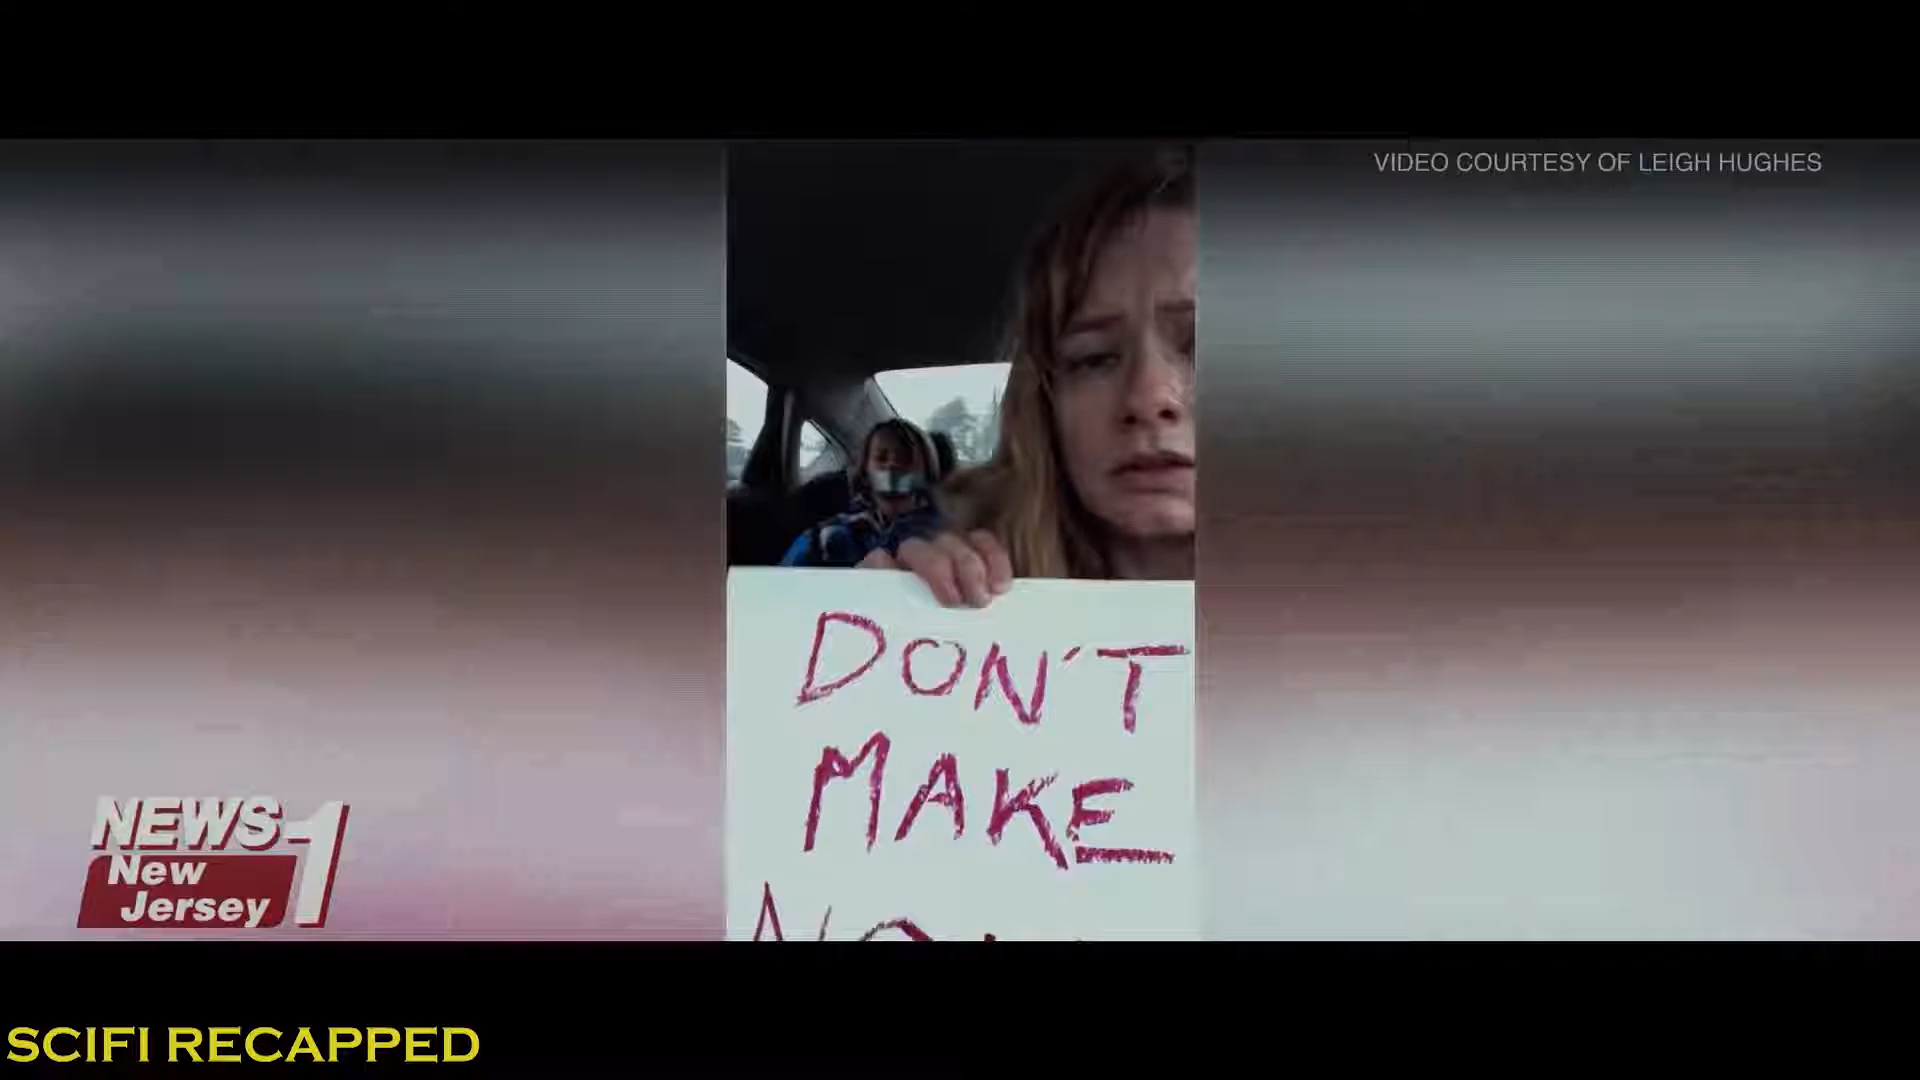 VIDEO COURTESY OF LEIGH HUGHES
DON'T
MAKE
NEWS 1
New
Jersey
SCIFI RECAPPED